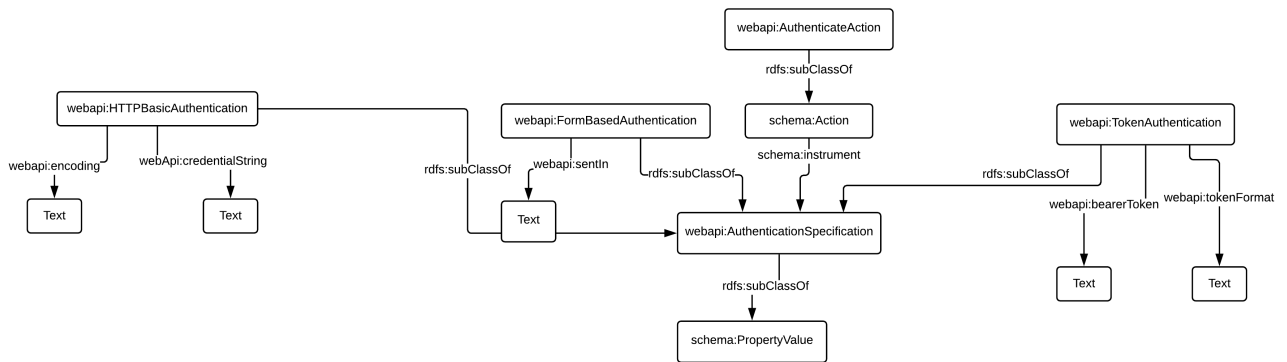 webapi:AuthenticateAction
rdfs:subClassOf
webapi:HTTPBasicAuthentication
webapi:FormBasedAuthentication
schema:Action
webapi:TokenAuthentication
webapi:encoding
webApi:credentialString
rdfs:subClassOf
webapi:sentIn
rdfs:subClassOf
schema:instrument
rdfs:subClassOf
webapi:bearerToken
webapi:tokenFormat
Text
Text
Text
webapi:AuthenticationSpecification
rdfs:subClassOf
Text
Text
schema:PropertyValue